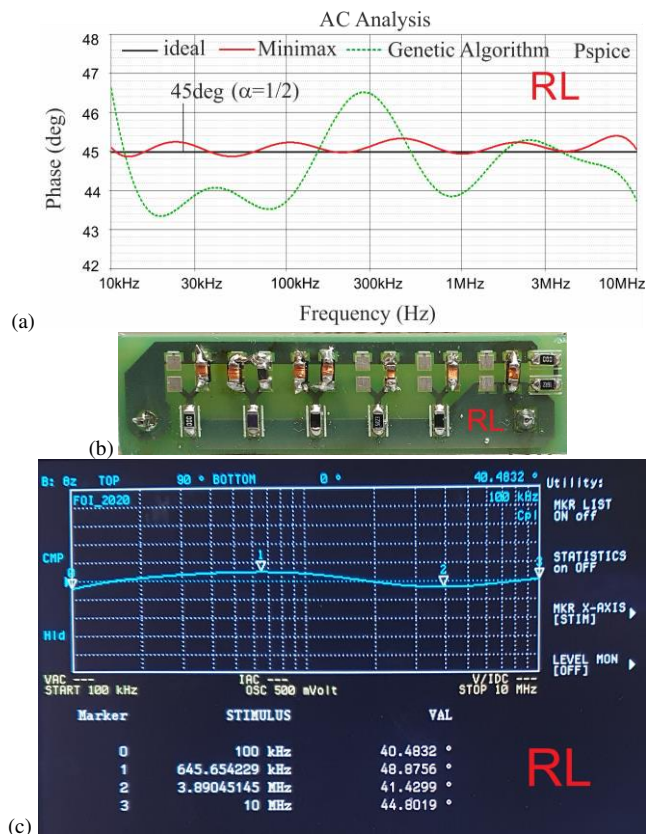 AC Analysis
ideal Minimax Genetic Algorithm Pspice
RL
45deg (α=1/2)
48
47
46
45
44
43
42
Phase (deg)
10kHz 30kHz 100kHz 300kHz 1MHz 3MHz 10MHz
Frequency (Hz)
(a)
RL
(b)
B: θz TOP 90 ° BOTTOM 0 ° 40.4832 °
FOI_2020 100 kHz
Cpl
CMP
Hld
0 1 2 3
Utility:
MKR LIST
ON off
STATISTICS
on OFF
MKR X-AXIS
[STIM]
LEVEL MON
[OFF]
VAC --- IAC --- V/IDC ---
START 100 kHz OSC 500 mVolt STOP 10 MHz
Marker STIMULUS VAL
0 100 kHz 40.4832 °
1 645.654229 kHz 48.8756 °
2 3.89045145 MHz 41.4299 °
3 10 MHz 44.8019 °
RL
(c)